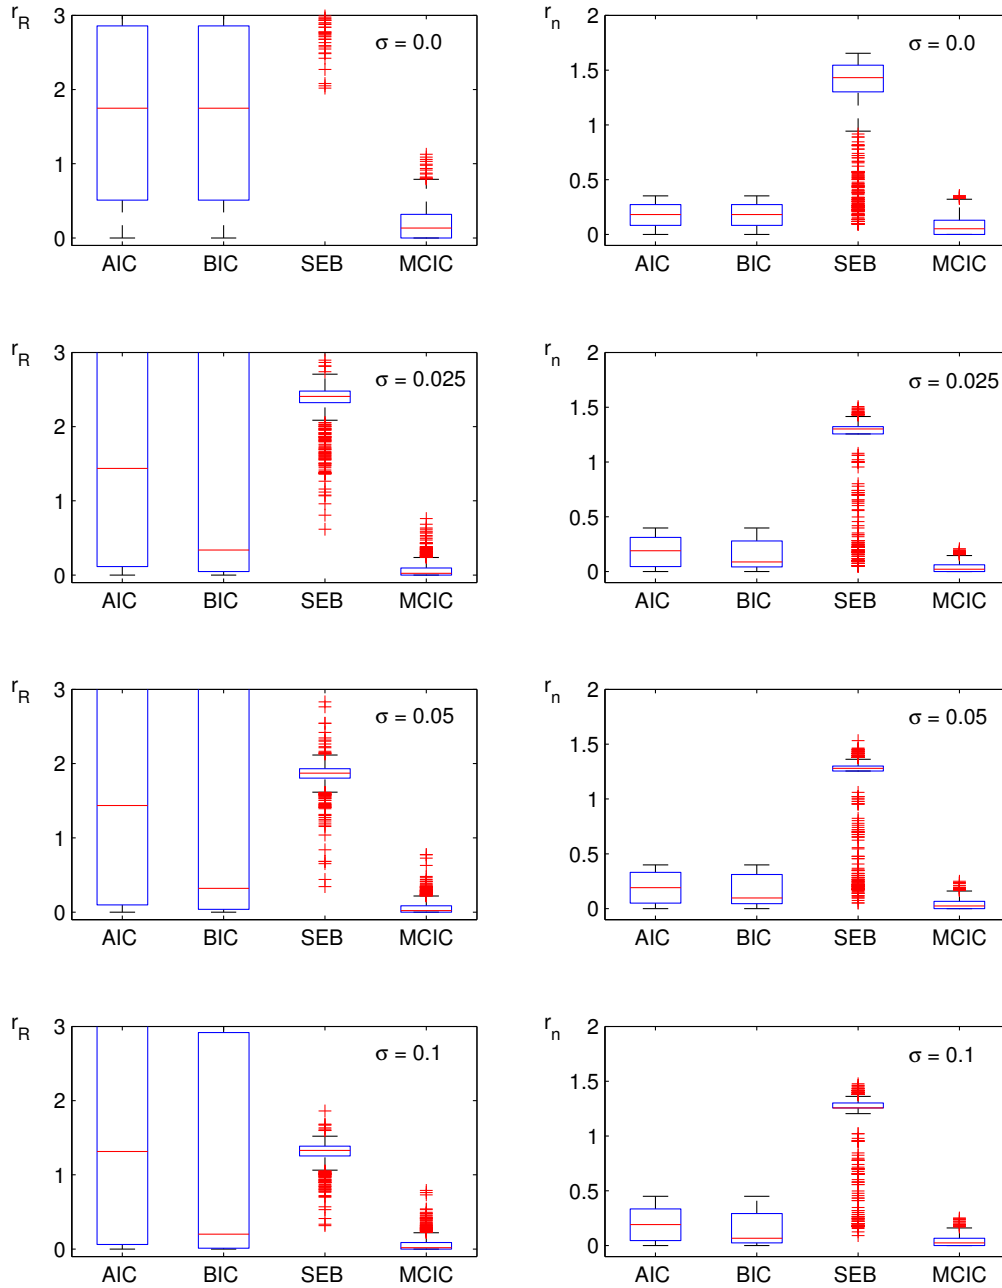 r_R
3
σ = 0.0
2
1
0
AIC BIC SEB MCIC
r_n
2
σ = 0.0
1.5
1
0.5
0
AIC BIC SEB MCIC
r_R
3
σ = 0.025
2
1
0
AIC BIC SEB MCIC
r_n
2
σ = 0.025
1.5
1
0.5
0
AIC BIC SEB MCIC
r_R
3
σ = 0.05
2
1
0
AIC BIC SEB MCIC
r_n
2
σ = 0.05
1.5
1
0.5
0
AIC BIC SEB MCIC
r_R
3
σ = 0.1
2
1
0
AIC BIC SEB MCIC
r_n
2
σ = 0.1
1.5
1
0.5
0
AIC BIC SEB MCIC